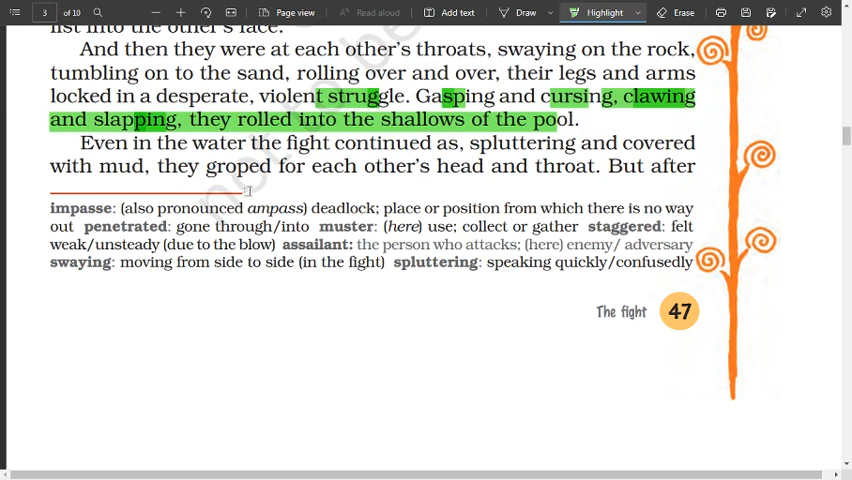 3 of 10
Page view
Read aloud
Add text
Draw
Highlight
Erase
fist into the other's face.
And then they were at each other's throats, swaying on the rock,
tumbling on to the sand, rolling over and over, their legs and arms
locked in a desperate, violent struggle. Gasping and cursing, clawing
and slapping, they rolled into the shallows of the pool.
Even in the water the fight continued as, spluttering and covered
with mud, they groped for each other's head and throat. But after
impasse: (also pronounced ampass) deadlock; place or position from which there is no way
out penetrated: gone through/into muster: (here) use; collect or gather staggered: felt
weak/unsteady (due to the blow) assailant: the person who attacks; (here) enemy/ adversary
swaying: moving from side to side (in the fight) spluttering: speaking quickly/confusedly
The fight 47
not to be